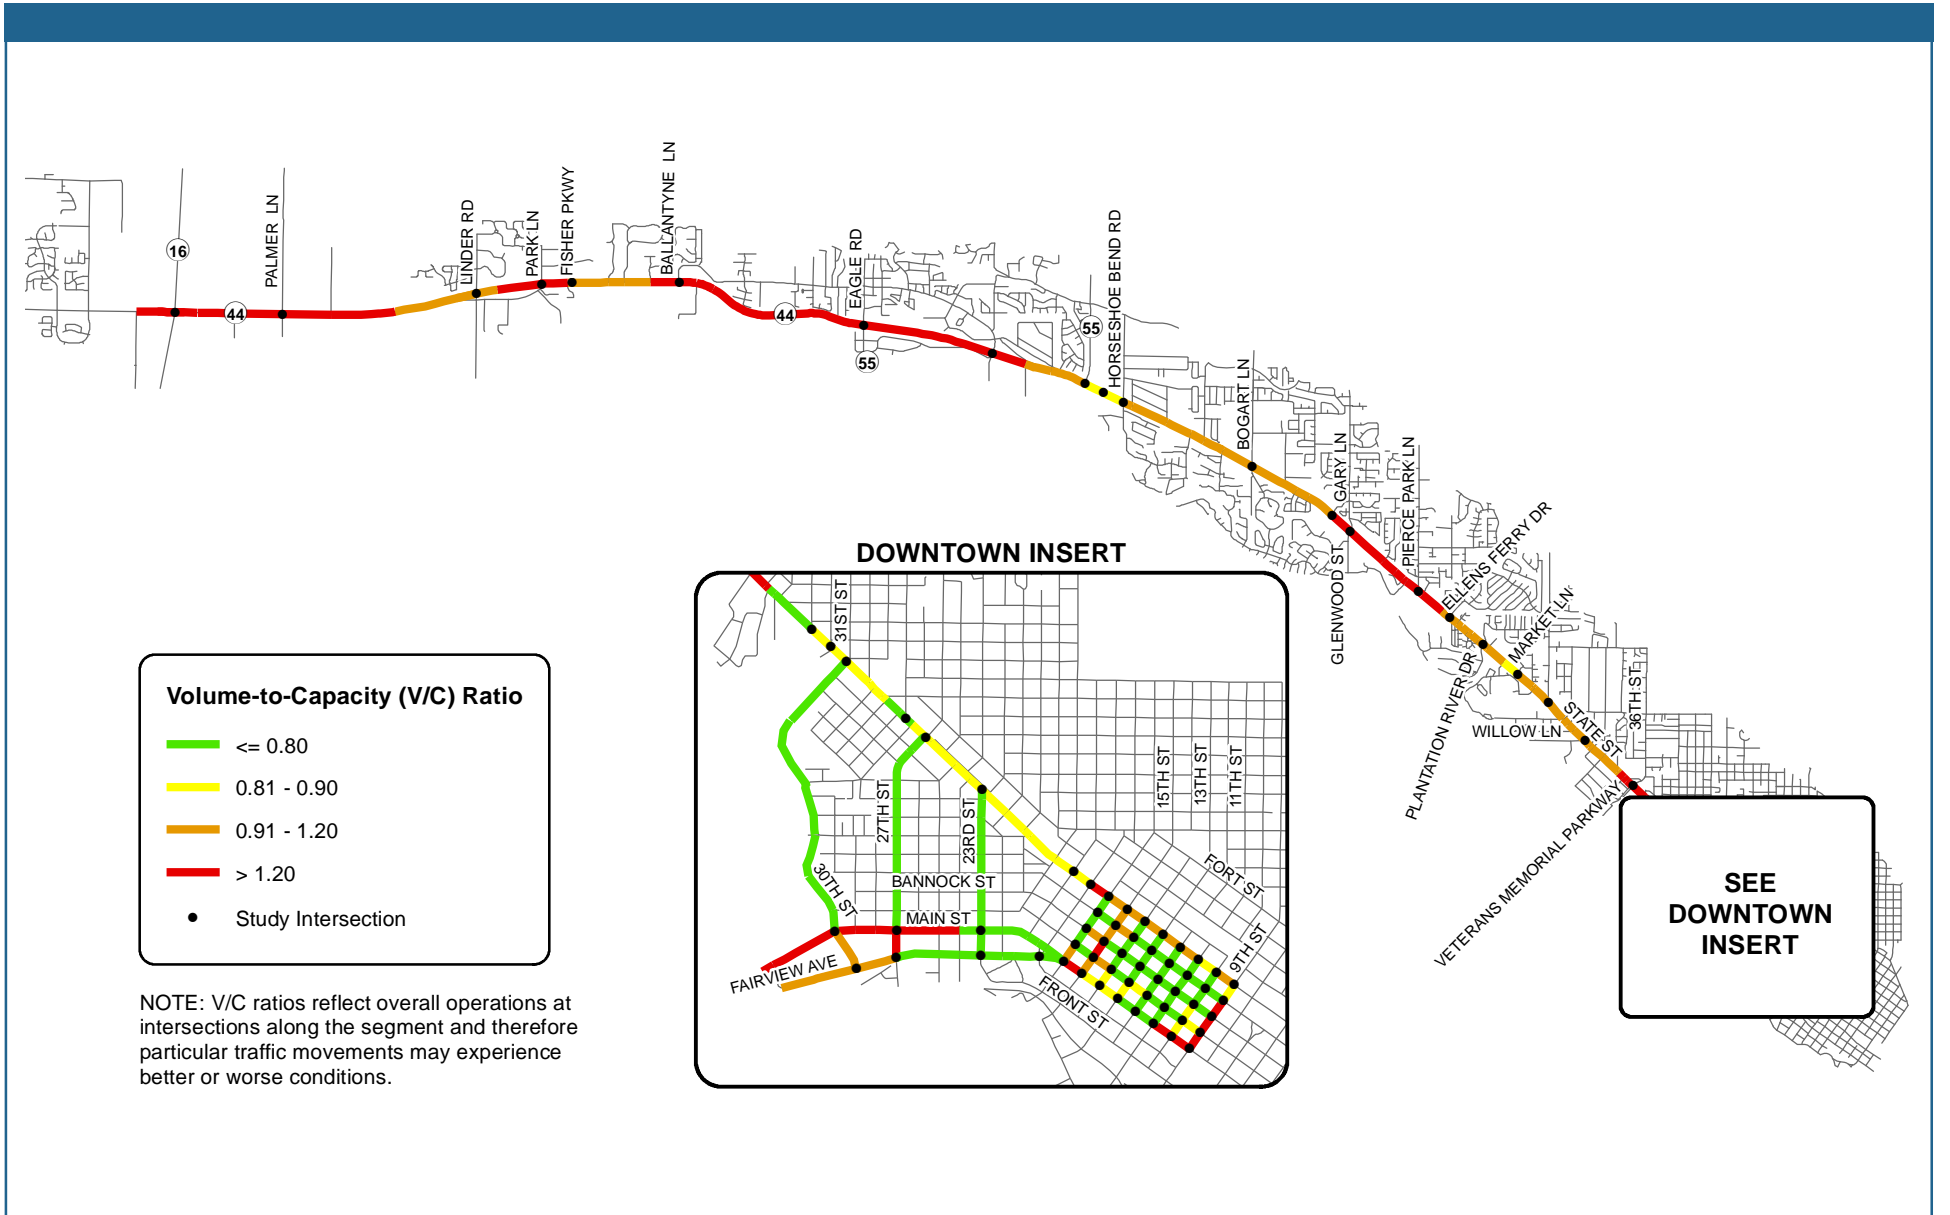 16
PALMER LN
44
LINDER RD
PARK LN
FISHER PKWY
BALLANTYNE LN
44
EAGLE RD
55
55
HORSESHOE BEND RD
BOGART LN
GARY LN
GLENWOOD ST
PIERCE PARK LN
ELLENS FERRY DR
MARKET LN
PLANTATION RIVER DR
WILLOW LN
STATE ST
36TH ST
VETERANS MEMORIAL PARKWAY
SEE
DOWNTOWN
INSERT
DOWNTOWN INSERT
31ST ST
27TH ST
23RD ST
15TH ST
13TH ST
11TH ST
30TH ST
BANNOCK ST
MAIN ST
FORT ST
9TH ST
FAIRVIEW AVE
FRONT ST
Volume-to-Capacity (V/C) Ratio
<= 0.80
0.81 - 0.90
0.91 - 1.20
> 1.20
Study Intersection
NOTE: V/C ratios reflect overall operations at
intersections along the segment and therefore
particular traffic movements may experience
better or worse conditions.